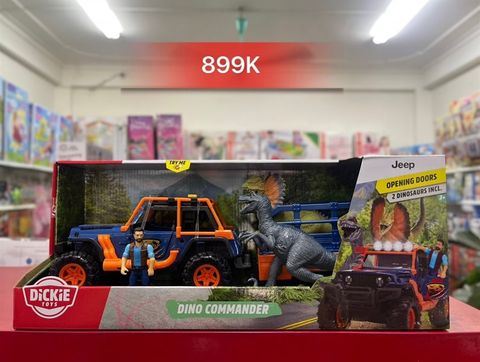 899K
TRY ME
Jeep
OPENING DOORS
2 DINOSAURS INCL.
DiCKIE
TOYS
DINO COMMANDER